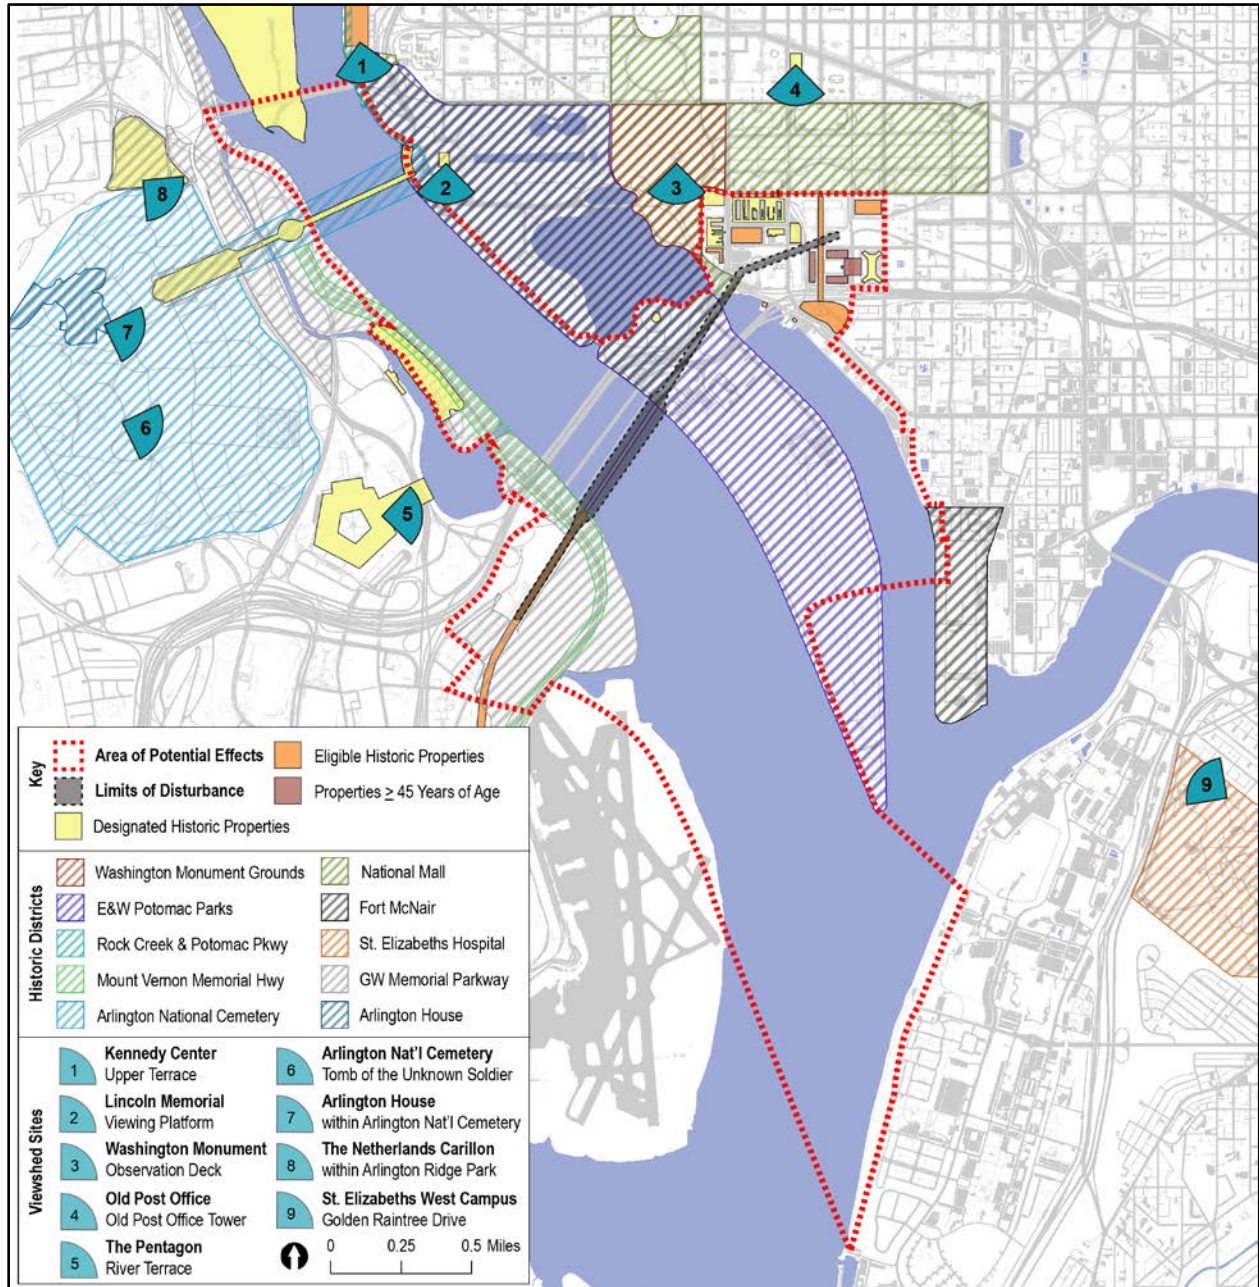 1
4
2
3
8
7
6
5
9
Key
Area of Potential Effects
Eligible Historic Properties
Limits of Disturbance
Properties ≥ 45 Years of Age
Designated Historic Properties
Historic Districts
Washington Monument Grounds
National Mall
E&W Potomac Parks
Fort McNair
Rock Creek & Potomac Pkwy
St. Elizabeths Hospital
Mount Vernon Memorial Hwy
GW Memorial Parkway
Arlington National Cemetery
Arlington House
Viewshed Sites
1
Kennedy Center
Upper Terrace
6
Arlington Nat'l Cemetery
Tomb of the Unknown Soldier
2
Lincoln Memorial
Viewing Platform
7
Arlington House
within Arlington Nat'l Cemetery
3
Washington Monument
Observation Deck
8
The Netherlands Carillon
within Arlington Ridge Park
4
Old Post Office
Old Post Office Tower
9
St. Elizabeths West Campus
Golden Raintree Drive
5
The Pentagon
River Terrace
0 0.25 0.5 Miles